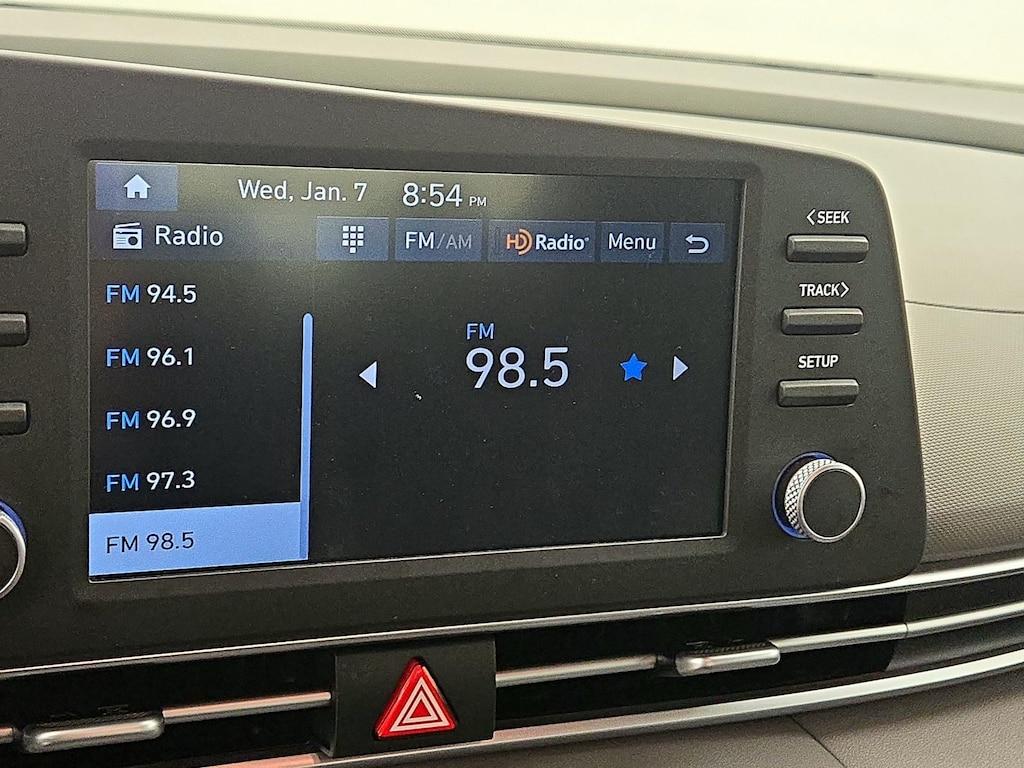 Wed, Jan. 7 8:54 PM
Radio FM/AM HD Radio® Menu
FM 94.5
FM 96.1
FM 96.9
FM 97.3
FM 98.5
FM
98.5
<SEEK
TRACK>
SETUP